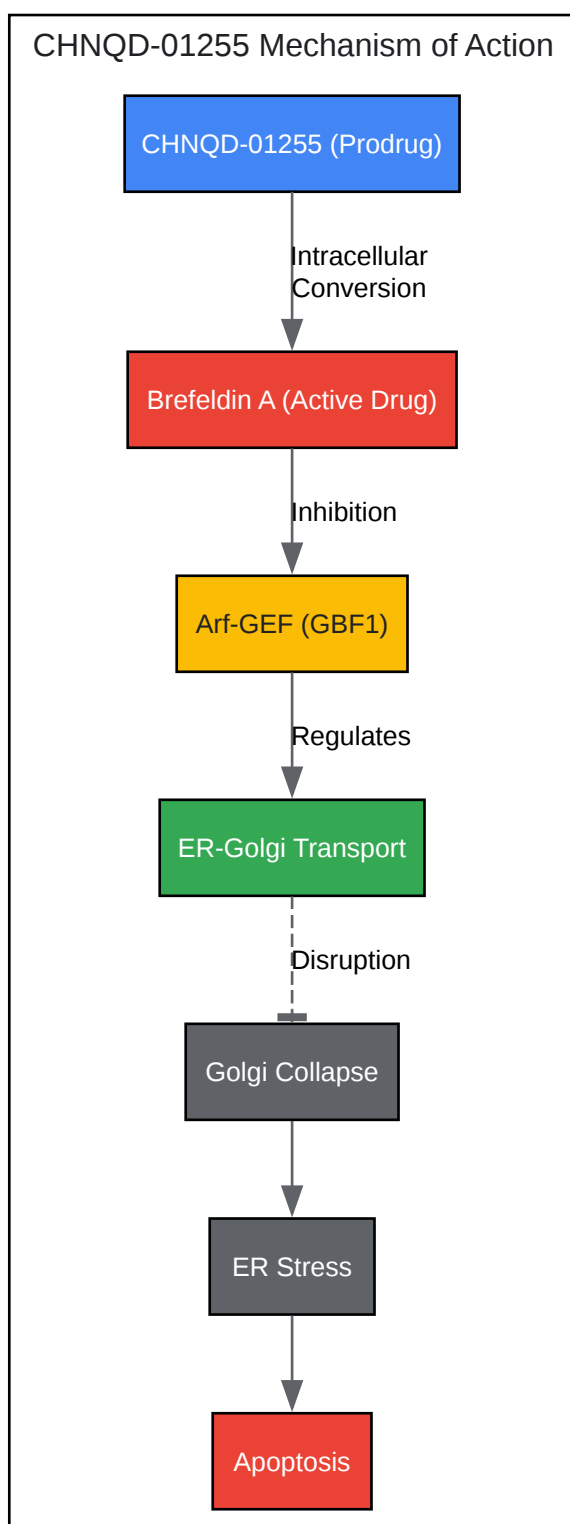 CHNQD-01255 Mechanism of Action
CHNQD-01255 (Prodrug)
Intracellular
Conversion
Brefeldin A (Active Drug)
Inhibition
Arf-GEF (GBF1)
Regulates
ER-Golgi Transport
Disruption
Golgi Collapse
ER Stress
Apoptosis